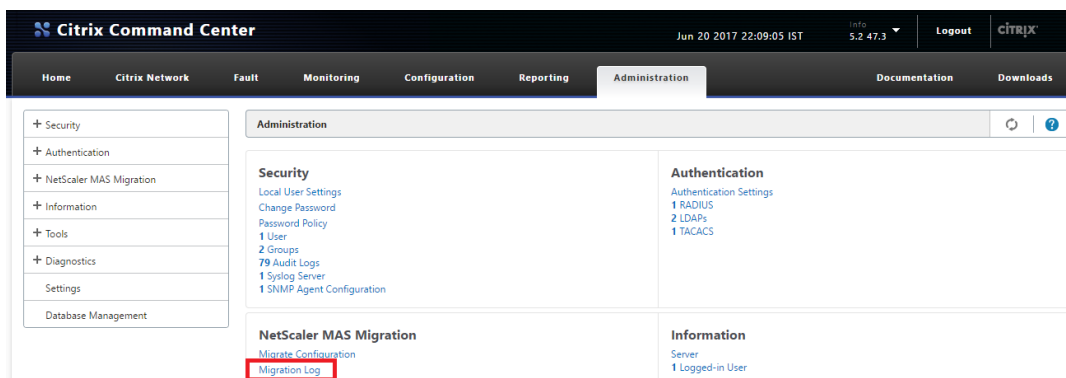 Citrix Command Center
Jun 20 2017 22:09:05 IST
Info
5.2 47.3
Logout
CITRIX
Home
Citrix Network
Fault
Monitoring
Configuration
Reporting
Administration
Documentation
Downloads
+ Security
+ Authentication
+ NetScaler MAS Migration
+ Information
+ Tools
+ Diagnostics
Settings
Database Management
Administration
?
Security
Local User Settings
Change Password
Password Policy
1 User
2 Groups
79 Audit Logs
1 Syslog Server
1 SNMP Agent Configuration
Authentication
Authentication Settings
1 RADIUS
2 LDAPs
1 TACACS
NetScaler MAS Migration
Migrate Configuration
Migration Log
Information
Server
1 Logged-in User